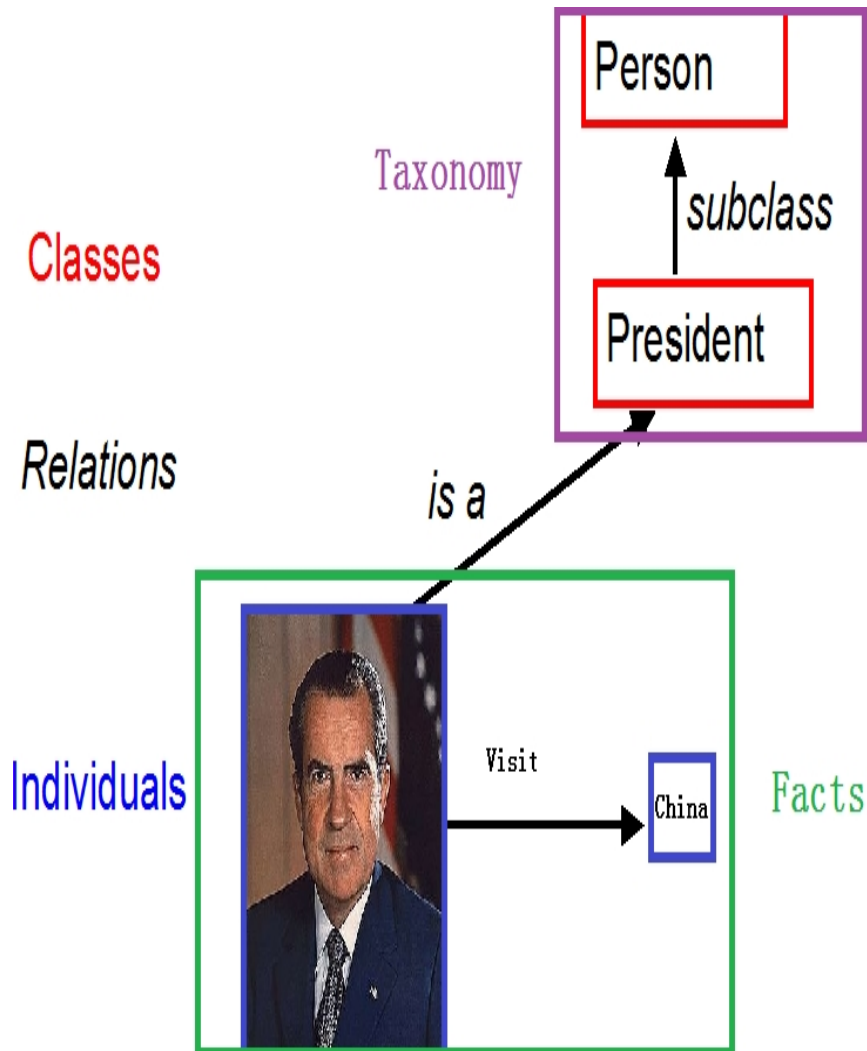 Person
Taxonomy
subclass
Classes
President
Relations
is a
Visit
Individuals
China
Facts